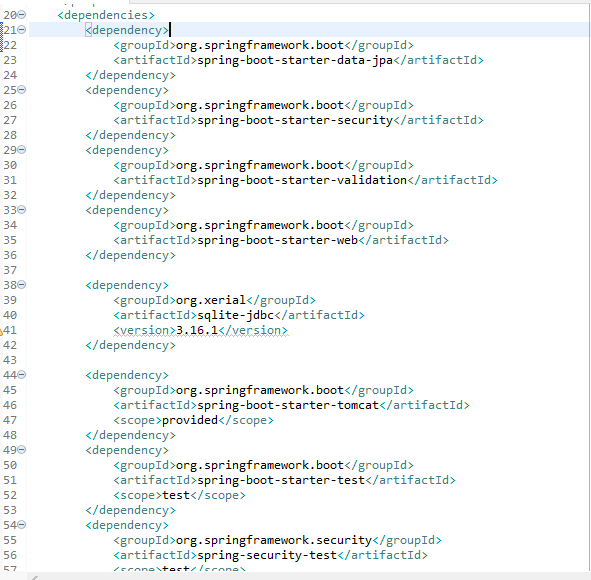 20 <dependencies>
21 <dependency>
22 <groupId>org.springframework.boot</groupId>
23 <artifactId>spring-boot-starter-data-jpa</artifactId>
24 </dependency>
25 <dependency>
26 <groupId>org.springframework.boot</groupId>
27 <artifactId>spring-boot-starter-security</artifactId>
28 </dependency>
29 <dependency>
30 <groupId>org.springframework.boot</groupId>
31 <artifactId>spring-boot-starter-validation</artifactId>
32 </dependency>
33 <dependency>
34 <groupId>org.springframework.boot</groupId>
35 <artifactId>spring-boot-starter-web</artifactId>
36 </dependency>
37
38 <dependency>
39 <groupId>org.xerial</groupId>
40 <artifactId>sqlite-jdbc</artifactId>
41 <version>3.16.1</version>
42 </dependency>
43
44 <dependency>
45 <groupId>org.springframework.boot</groupId>
46 <artifactId>spring-boot-starter-tomcat</artifactId>
47 <scope>provided</scope>
48 </dependency>
49 <dependency>
50 <groupId>org.springframework.boot</groupId>
51 <artifactId>spring-boot-starter-test</artifactId>
52 <scope>test</scope>
53 </dependency>
54 <dependency>
55 <groupId>org.springframework.security</groupId>
56 <artifactId>spring-security-test</artifactId>
57 <scope>test</scope>